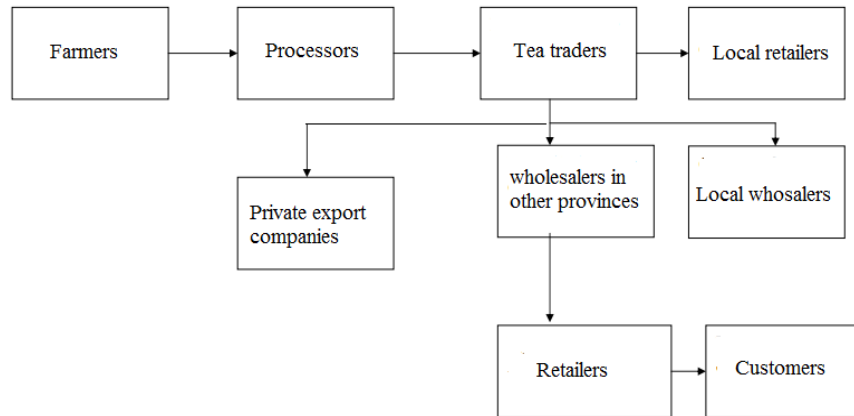 Farmers
Processors
Tea traders
Local retailers
Private export
companies
wholesalers in
other provinces
Local whosalers
Retailers
Customers